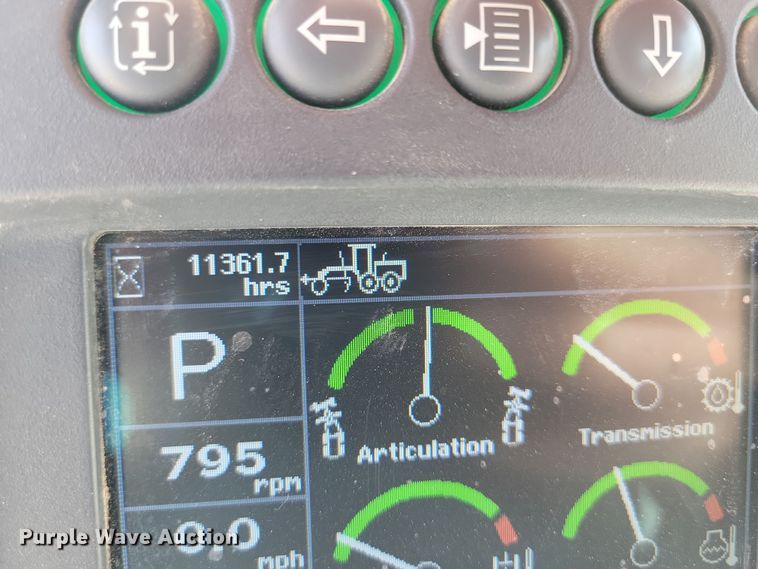 11361.7
hrs
P
795
rpm
0.0
mph
Articulation
Transmission
Purple Wave Auction